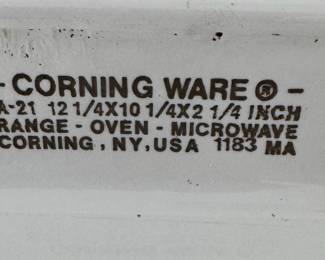 - CORNING WARE ® -
A-21 12 1/4X10 1/4X2 1/4 INCH
RANGE - OVEN - MICROWAVE
CORNING, NY, USA 1183 MA